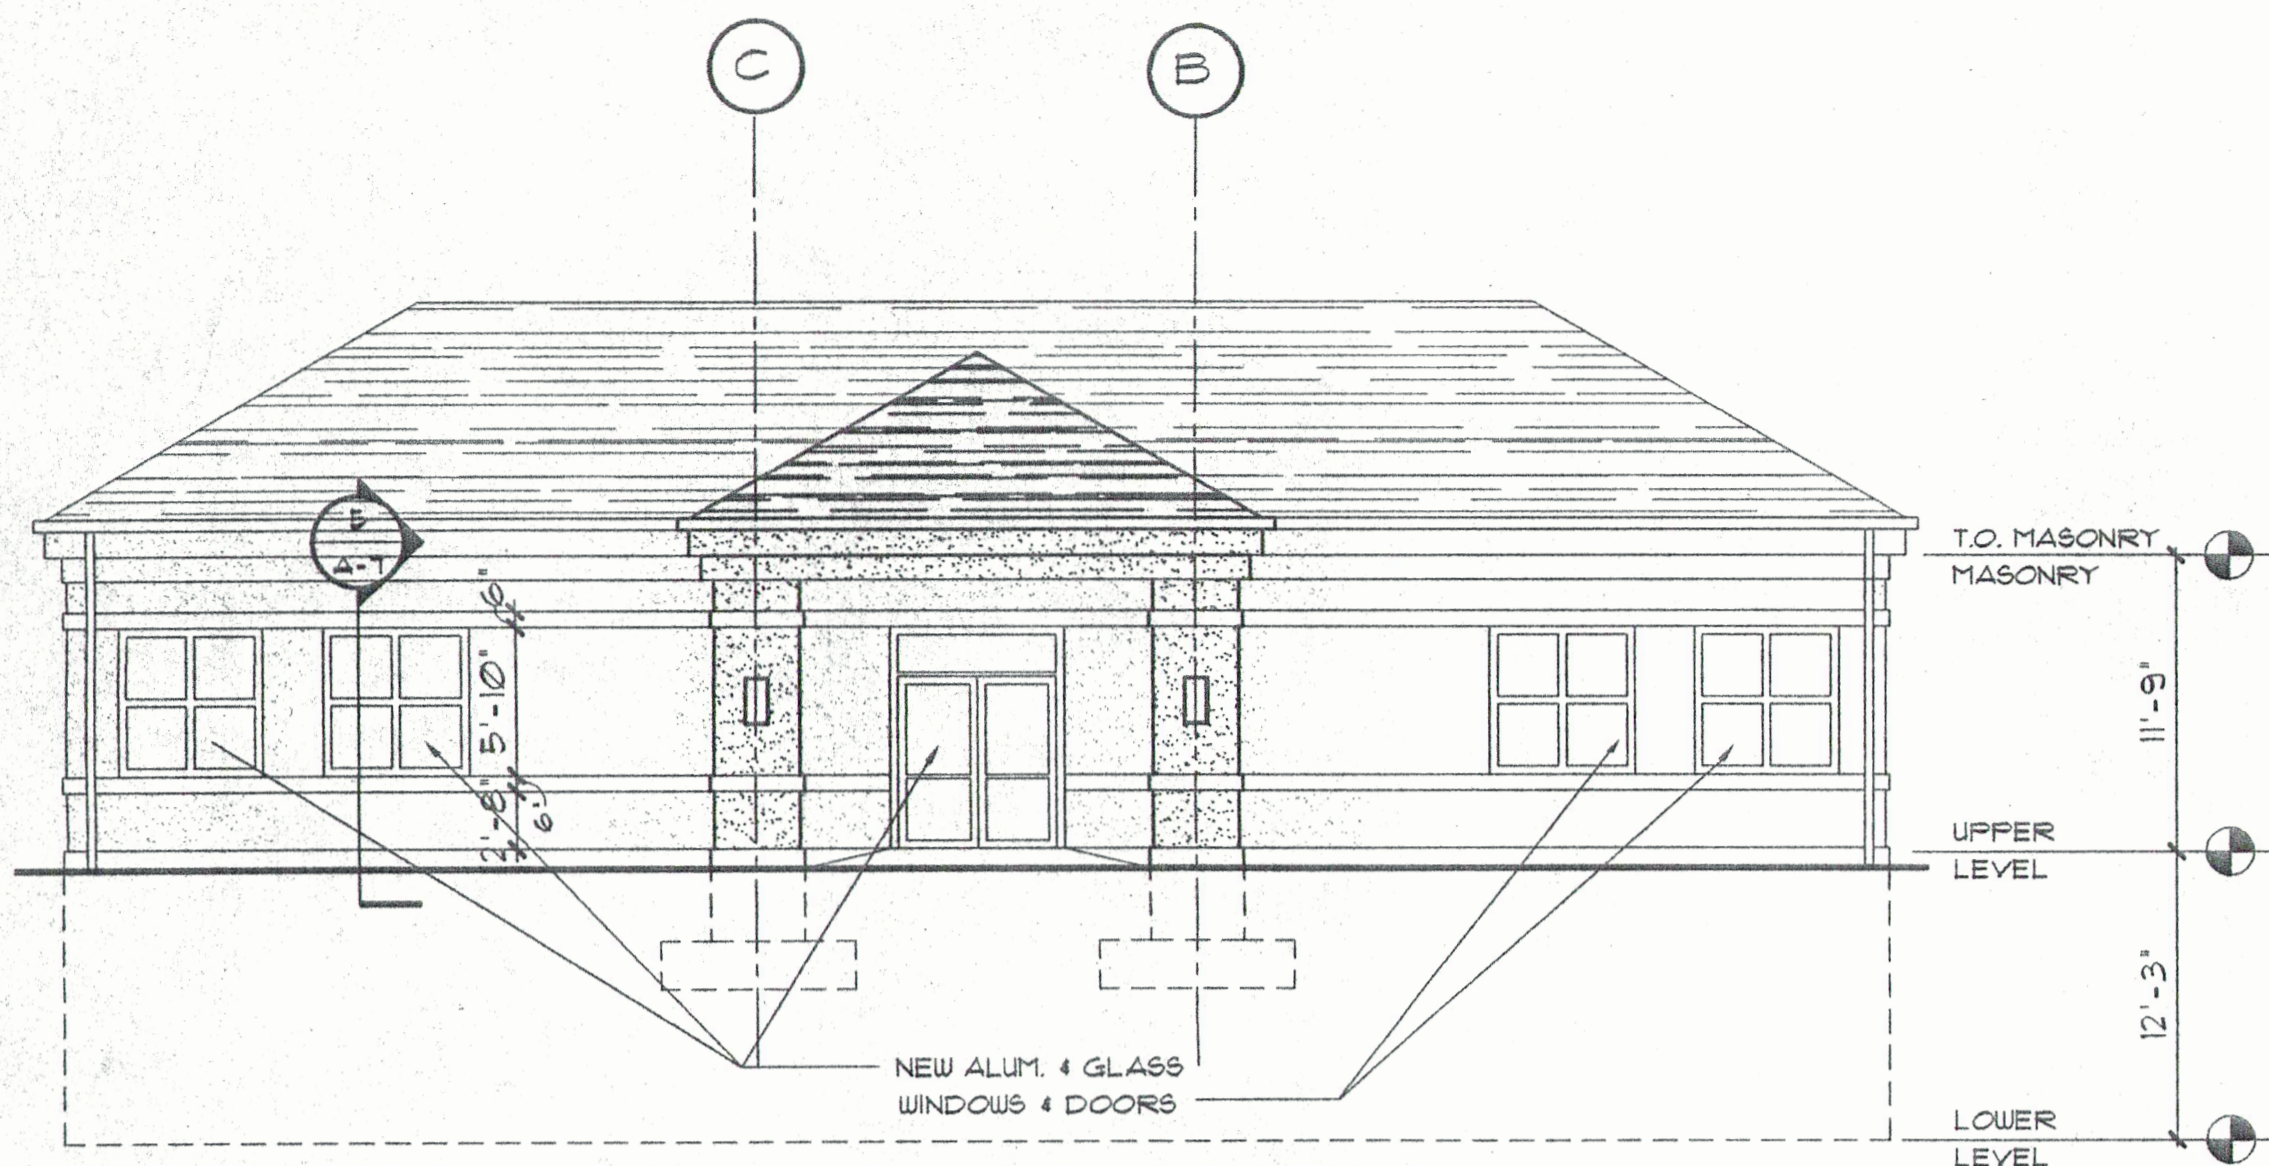 C
B
A-7
T.O. MASONRY
MASONRY
6"
5'-10"
2'-8"
6"
11'-9"
UPPER
LEVEL
12'-3"
NEW ALUM. & GLASS
WINDOWS & DOORS
LOWER
LEVEL